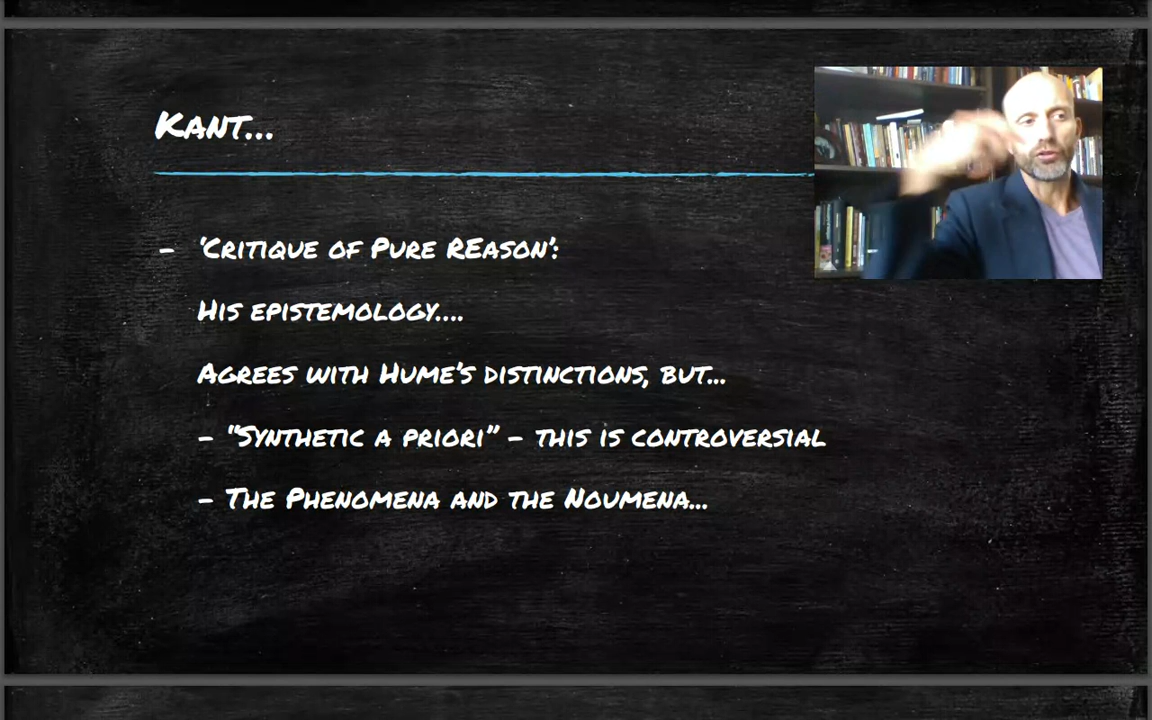 Kant...
- 'Critique of Pure REason':
His epistemology....
Agrees with Hume's distinctions, but...
- "Synthetic a priori" - this is controversial
- The Phenomena and the Noumena...